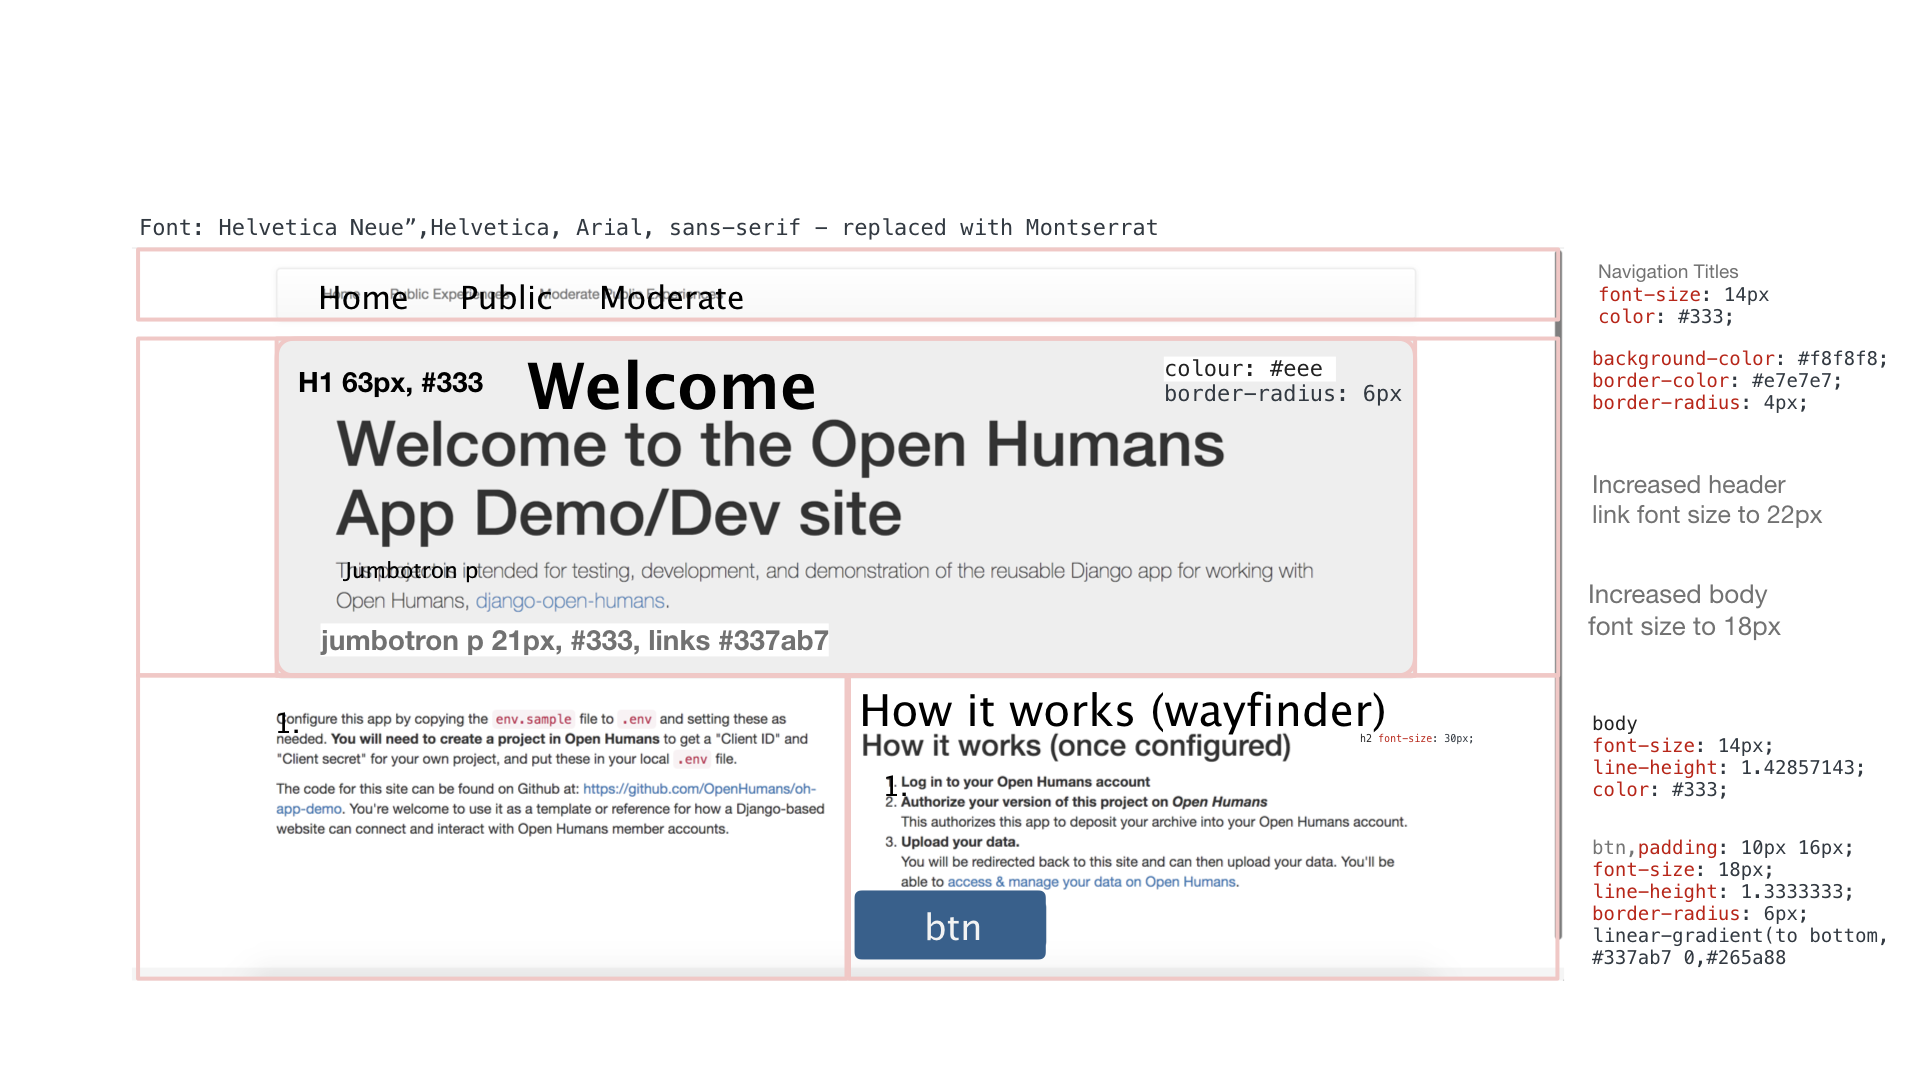 Font: Helvetica Neue”,Helvetica, Arial, sans-serif – replaced with Montserrat
Home Public Moderate
Home Public Experiences Moderate Public Experiences
H1 63px, #333
Welcome
colour: #eee
border-radius: 6px
Welcome to the Open Humans
App Demo/Dev site
Jumbotron p
This project is intended for testing, development, and demonstration of the reusable Django app for working with
Open Humans, django-open-humans.
jumbotron p 21px, #333, links #337ab7
1.
Configure this app by copying the env.sample file to .env and setting these as
needed. You will need to create a project in Open Humans to get a "Client ID" and
"Client secret" for your own project, and put these in your local .env file.
The code for this site can be found on Github at: https://github.com/OpenHumans/oh-
app-demo. You're welcome to use it as a template or reference for how a Django-based
website can connect and interact with Open Humans member accounts.
How it works (wayfinder)
How it works (once configured)
h2 font-size: 30px;
1.
1. Log in to your Open Humans account
2. Authorize your version of this project on Open Humans
This authorizes this app to deposit your archive into your Open Humans account.
3. Upload your data.
You will be redirected back to this site and can then upload your data. You'll be
able to access & manage your data on Open Humans.
btn
Navigation Titles
font-size: 14px
color: #333;
background-color: #f8f8f8;
border-color: #e7e7e7;
border-radius: 4px;
Increased header
link font size to 22px
Increased body
font size to 18px
body
font-size: 14px;
line-height: 1.42857143;
color: #333;
btn,padding: 10px 16px;
font-size: 18px;
line-height: 1.3333333;
border-radius: 6px;
linear-gradient(to bottom,
#337ab7 0,#265a88